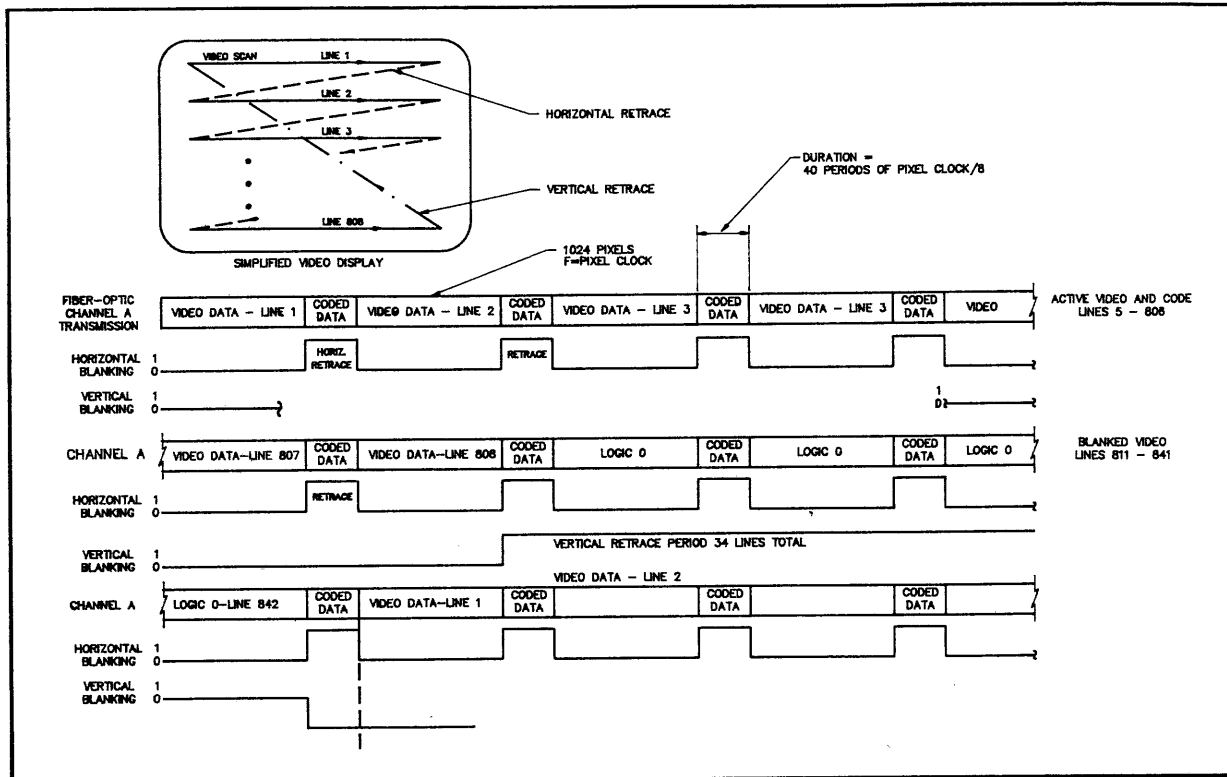 VIDEO SCAN LINE 1
LINE 2
HORIZONTAL RETRACE
LINE 3
DURATION =
40 PERIODS OF PIXEL CLOCK/8
VERTICAL RETRACE
LINE 808
SIMPLIFIED VIDEO DISPLAY
1024 PIXELS
F=PIXEL CLOCK
FIBER-OPTIC
CHANNEL A
TRANSMISSION
VIDEO DATA - LINE 1
CODED
DATA
VIDEO DATA - LINE 2
CODED
DATA
VIDEO DATA - LINE 3
CODED
DATA
VIDEO DATA - LINE 3
CODED
DATA
VIDEO
ACTIVE VIDEO AND CODE
LINES 5 - 808
HORIZONTAL 1
BLANKING 0
HORIZ.
RETRACE
RETRACE
VERTICAL 1
BLANKING 0
1
0
CHANNEL A
VIDEO DATA-LINE 807
CODED
DATA
VIDEO DATA-LINE 808
CODED
DATA
LOGIC 0
CODED
DATA
LOGIC 0
CODED
DATA
LOGIC 0
BLANKED VIDEO
LINES 811 - 841
HORIZONTAL 1
BLANKING 0
RETRACE
VERTICAL 1
BLANKING 0
VERTICAL RETRACE PERIOD 34 LINES TOTAL
VIDEO DATA - LINE 2
CHANNEL A
LOGIC 0-LINE 842
CODED
DATA
VIDEO DATA-LINE 1
CODED
DATA
CODED
DATA
CODED
DATA
HORIZONTAL 1
BLANKING 0
VERTICAL 1
BLANKING 0